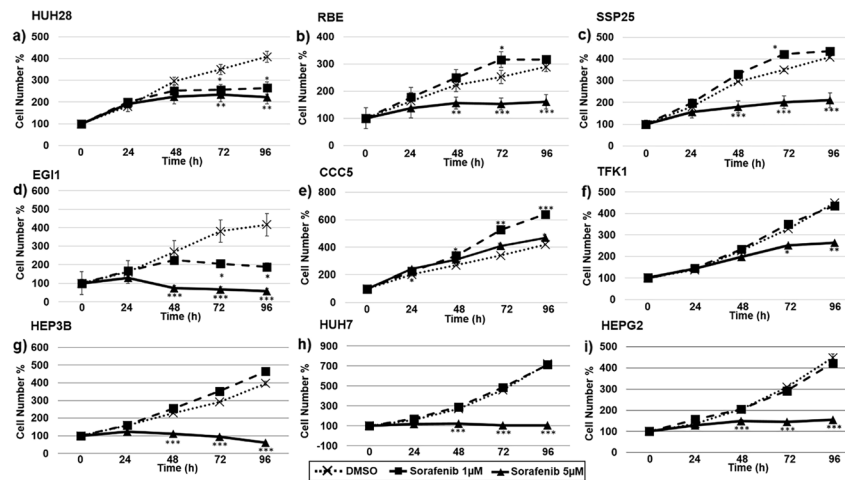 HUH28
RBE
SSP25
a)
b)
c)
Cell Number %
500
400
300
200
100
0
*
*
**
**
0 24 48 72 96
Time (h)
Cell Number %
400
300
200
100
0
*
**
***
***
0 24 48 72 96
Time (h)
Cell Number %
500
400
300
200
100
0
*
***
***
***
0 24 48 72 96
Time (h)
EGI1
CCC5
TFK1
d)
e)
f)
Cell Number %
600
500
400
300
200
100
0
*
*
***
***
***
0 24 48 72 96
Time (h)
Cell Number %
800
600
400
200
0
*
*
**
***
0 24 48 72 96
Time (h)
Cell Number %
500
400
300
200
100
0
*
**
0 24 48 72 96
Time (h)
HEP3B
HUH7
HEPG2
g)
h)
i)
Cell Number %
600
500
400
300
200
100
0
***
***
***
0 24 48 72 96
Time (h)
Cell Number %
900
700
500
300
100
-100
***
***
***
0 24 48 72 96
Time (h)
Cell Number %
500
400
300
200
100
0
***
***
***
0 24 48 72 96
Time (h)
DMSO Sorafenib 1µM Sorafenib 5µM